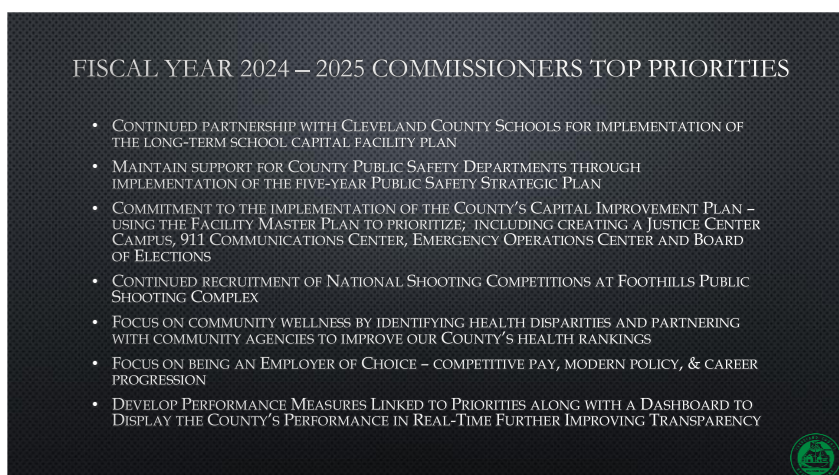 FISCAL YEAR 2024 – 2025 COMMISSIONERS TOP PRIORITIES
• CONTINUED PARTNERSHIP WITH CLEVELAND COUNTY SCHOOLS FOR IMPLEMENTATION OF
THE LONG-TERM SCHOOL CAPITAL FACILITY PLAN
• MAINTAIN SUPPORT FOR COUNTY PUBLIC SAFETY DEPARTMENTS THROUGH
IMPLEMENTATION OF THE FIVE-YEAR PUBLIC SAFETY STRATEGIC PLAN
• COMMITMENT TO THE IMPLEMENTATION OF THE COUNTY'S CAPITAL IMPROVEMENT PLAN –
USING THE FACILITY MASTER PLAN TO PRIORITIZE; INCLUDING CREATING A JUSTICE CENTER
CAMPUS, 911 COMMUNICATIONS CENTER, EMERGENCY OPERATIONS CENTER AND BOARD
OF ELECTIONS
• CONTINUED RECRUITMENT OF NATIONAL SHOOTING COMPETITIONS AT FOOTHILLS PUBLIC
SHOOTING COMPLEX
• FOCUS ON COMMUNITY WELLNESS BY IDENTIFYING HEALTH DISPARITIES AND PARTNERING
WITH COMMUNITY AGENCIES TO IMPROVE OUR COUNTY'S HEALTH RANKINGS
• FOCUS ON BEING AN EMPLOYER OF CHOICE – COMPETITIVE PAY, MODERN POLICY, & CAREER
PROGRESSION
• DEVELOP PERFORMANCE MEASURES LINKED TO PRIORITIES ALONG WITH A DASHBOARD TO
DISPLAY THE COUNTY'S PERFORMANCE IN REAL-TIME FURTHER IMPROVING TRANSPARENCY